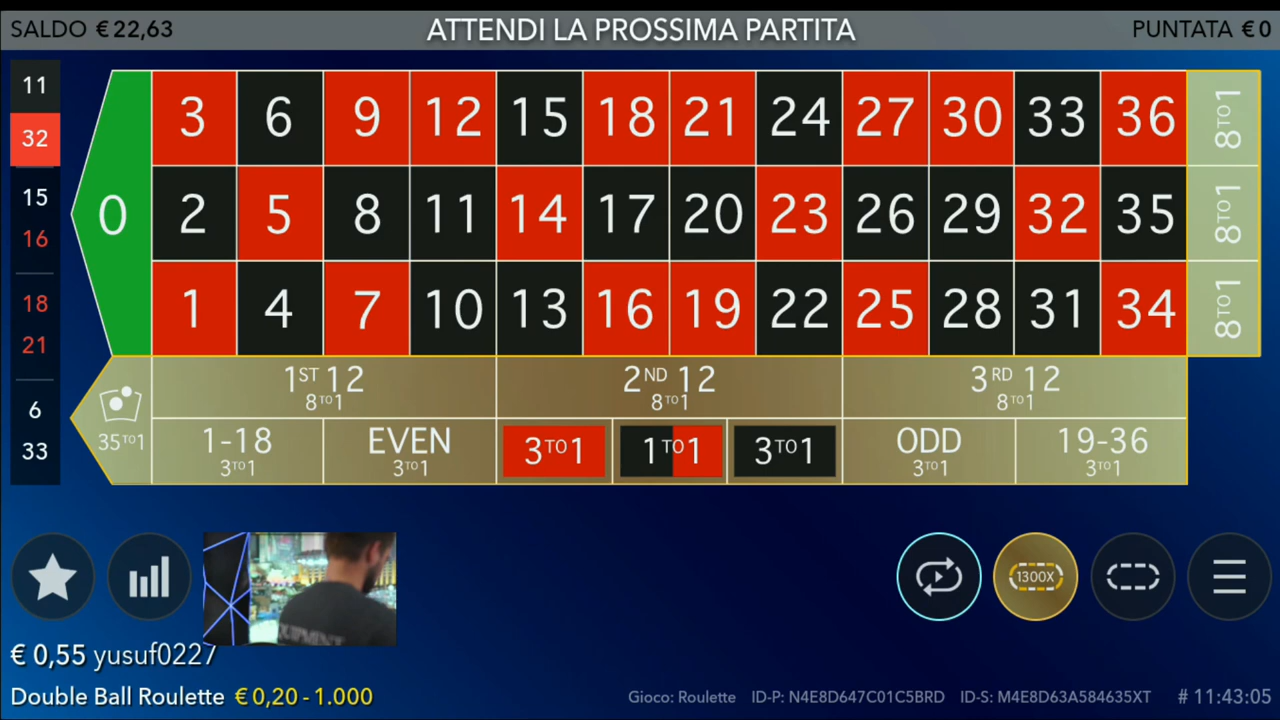 SALDO € 22,63
ATTENDI LA PROSSIMA PARTITA
PUNTATA € 0
11
32
15
16
18
21
6
33
3 6 9 12 15 18 21 24 27 30 33 36 8 TO 1
0 2 5 8 11 14 17 20 23 26 29 32 35 8 TO 1
1 4 7 10 13 16 19 22 25 28 31 34 8 TO 1
1ST 12 2ND 12 3RD 12
8 TO 1 8 TO 1 8 TO 1
35 TO 1
1-18 EVEN 3 TO 1 1 TO 1 3 TO 1 ODD 19-36
3 TO 1 3 TO 1 3 TO 1 3 TO 1
1300X
€ 0,55 yusuf0227
Double Ball Roulette € 0,20 - 1.000
Gioco: Roulette ID-P: N4E8D647C01C5BRD ID-S: M4E8D63A584635XT # 11:43:05